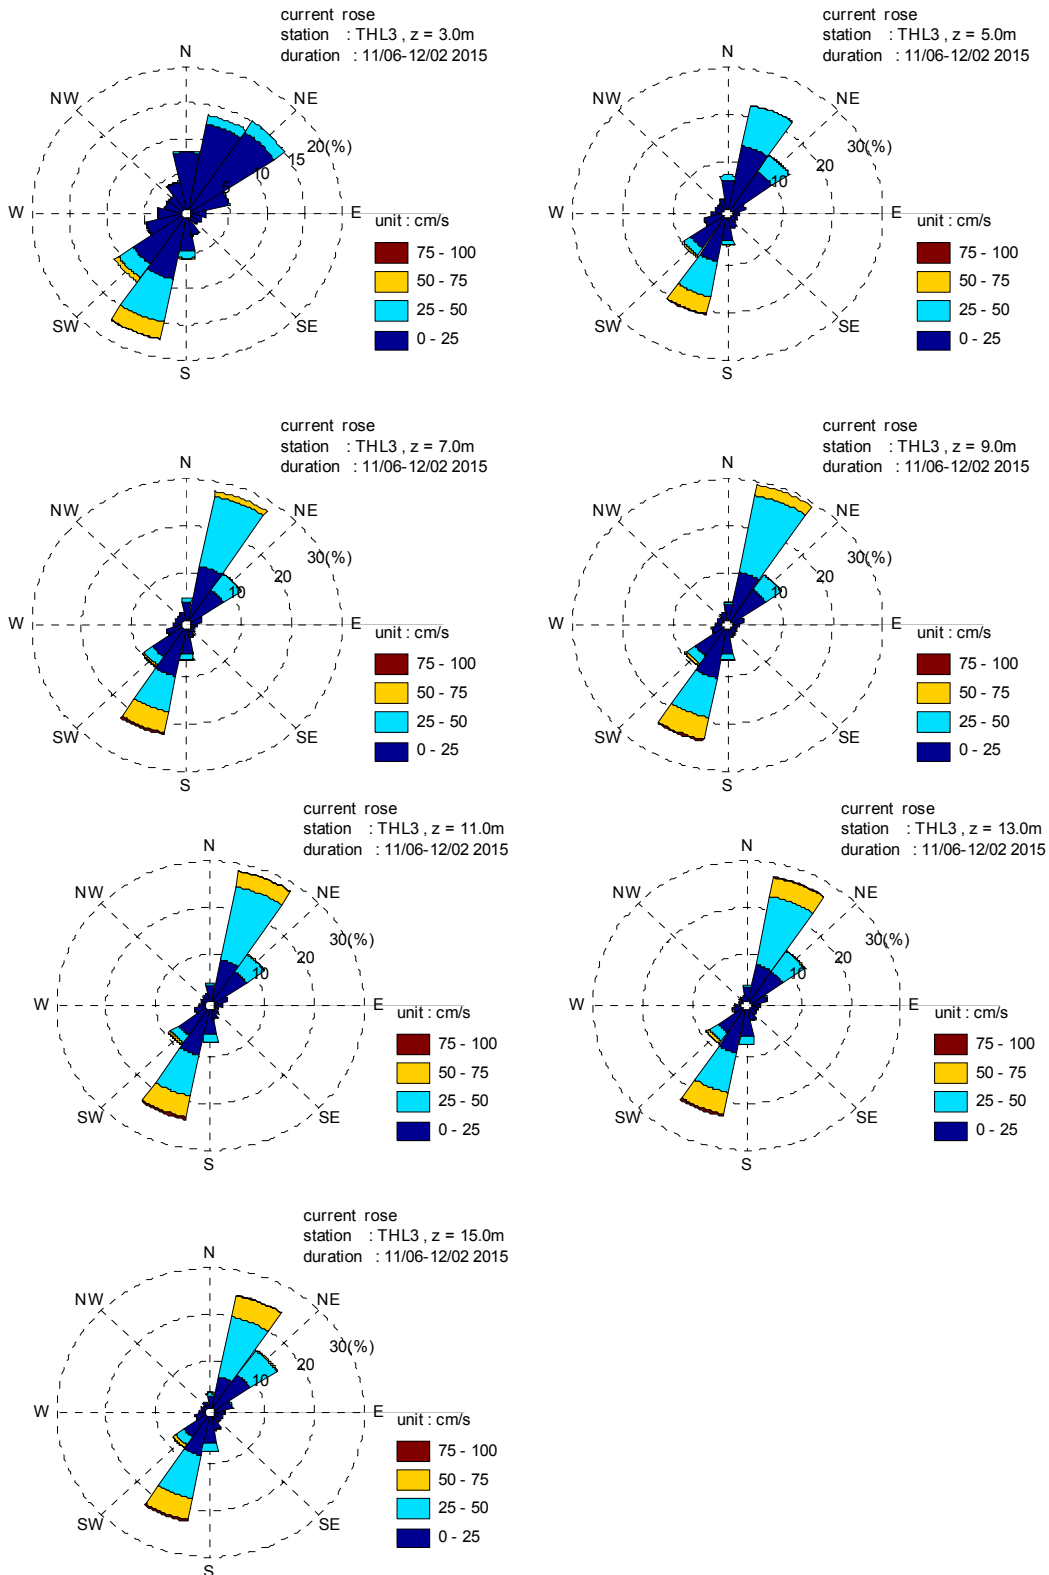 current rose
station : THL3 , z = 3.0m
duration : 11/06-12/02 2015
N
NE
E
SE
S
SW
W
NW
5
10
15
20(%)
unit : cm/s
75 - 100
50 - 75
25 - 50
0 - 25
current rose
station : THL3 , z = 5.0m
duration : 11/06-12/02 2015
N
NE
E
SE
S
SW
W
NW
10
20
30(%)
unit : cm/s
75 - 100
50 - 75
25 - 50
0 - 25
current rose
station : THL3 , z = 7.0m
duration : 11/06-12/02 2015
N
NE
E
SE
S
SW
W
NW
10
20
30(%)
unit : cm/s
75 - 100
50 - 75
25 - 50
0 - 25
current rose
station : THL3 , z = 9.0m
duration : 11/06-12/02 2015
N
NE
E
SE
S
SW
W
NW
10
20
30(%)
unit : cm/s
75 - 100
50 - 75
25 - 50
0 - 25
current rose
station : THL3 , z = 11.0m
duration : 11/06-12/02 2015
N
NE
E
SE
S
SW
W
NW
10
20
30(%)
unit : cm/s
75 - 100
50 - 75
25 - 50
0 - 25
current rose
station : THL3 , z = 13.0m
duration : 11/06-12/02 2015
N
NE
E
SE
S
SW
W
NW
10
20
30(%)
unit : cm/s
75 - 100
50 - 75
25 - 50
0 - 25
current rose
station : THL3 , z = 15.0m
duration : 11/06-12/02 2015
N
NE
E
SE
S
SW
W
NW
10
20
30(%)
unit : cm/s
75 - 100
50 - 75
25 - 50
0 - 25